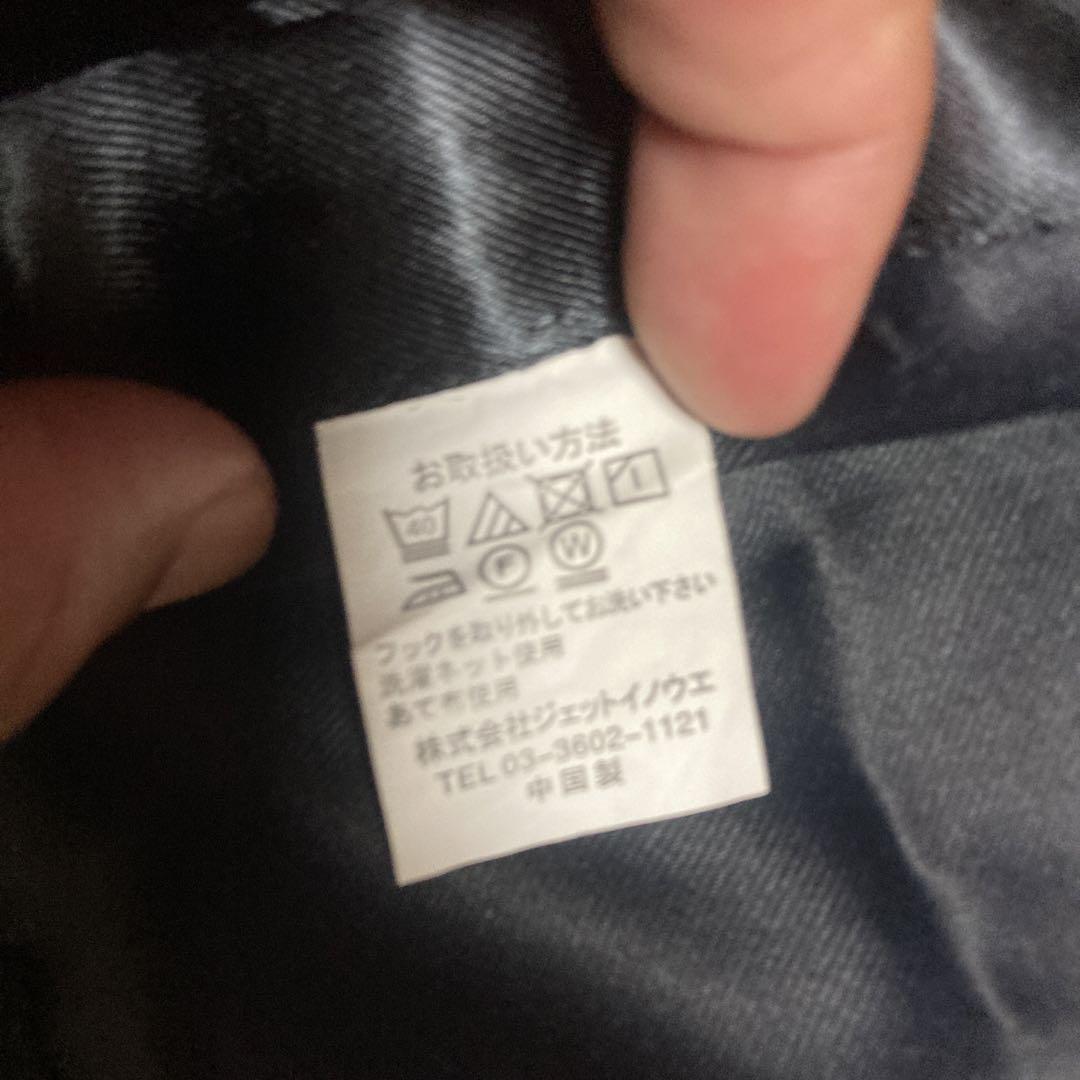 お取扱い方法
40
F W
フックを取り外してお洗い下さい
洗濯ネット使用
あて布使用
株式会社ジェットイノウエ
TEL 03-3602-1121
中国製